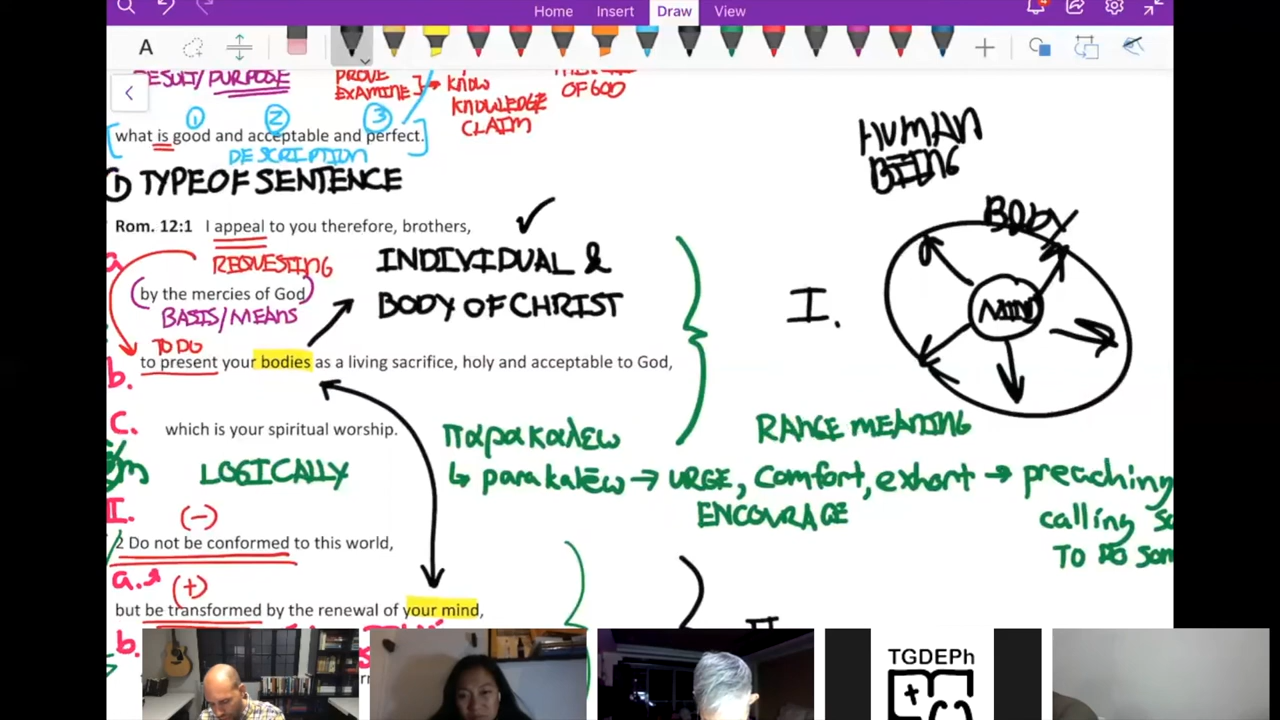 Home Insert Draw View
RESULT/PURPOSE PROVE
EXAMINE KNOW OF GOD
KNOWLEDGE
CLAIM
1 2 3
[what is good and acceptable and perfect.]
DESCRIPTION
① TYPE OF SENTENCE
HUMAN
BEING
Rom. 12:1 I appeal to you therefore, brothers,
BODY
a REQUESTING INDIVIDUAL &
(by the mercies of God) BODY OF CHRIST I. MIND
BASIS/MEANS
TO DO
b. to present your bodies as a living sacrifice, holy and acceptable to God,
C. which is your spiritual worship.
παρακαλεω RANGE MEANING
LOGICALLY ↳ parakalēw → URGE, Comfort, exhort → preaching
ENCOURAGE calling
TO DO
I. (-)
2 Do not be conformed to this world,
a. (+)
but be transformed by the renewal of your mind,
b.
TGDEPh